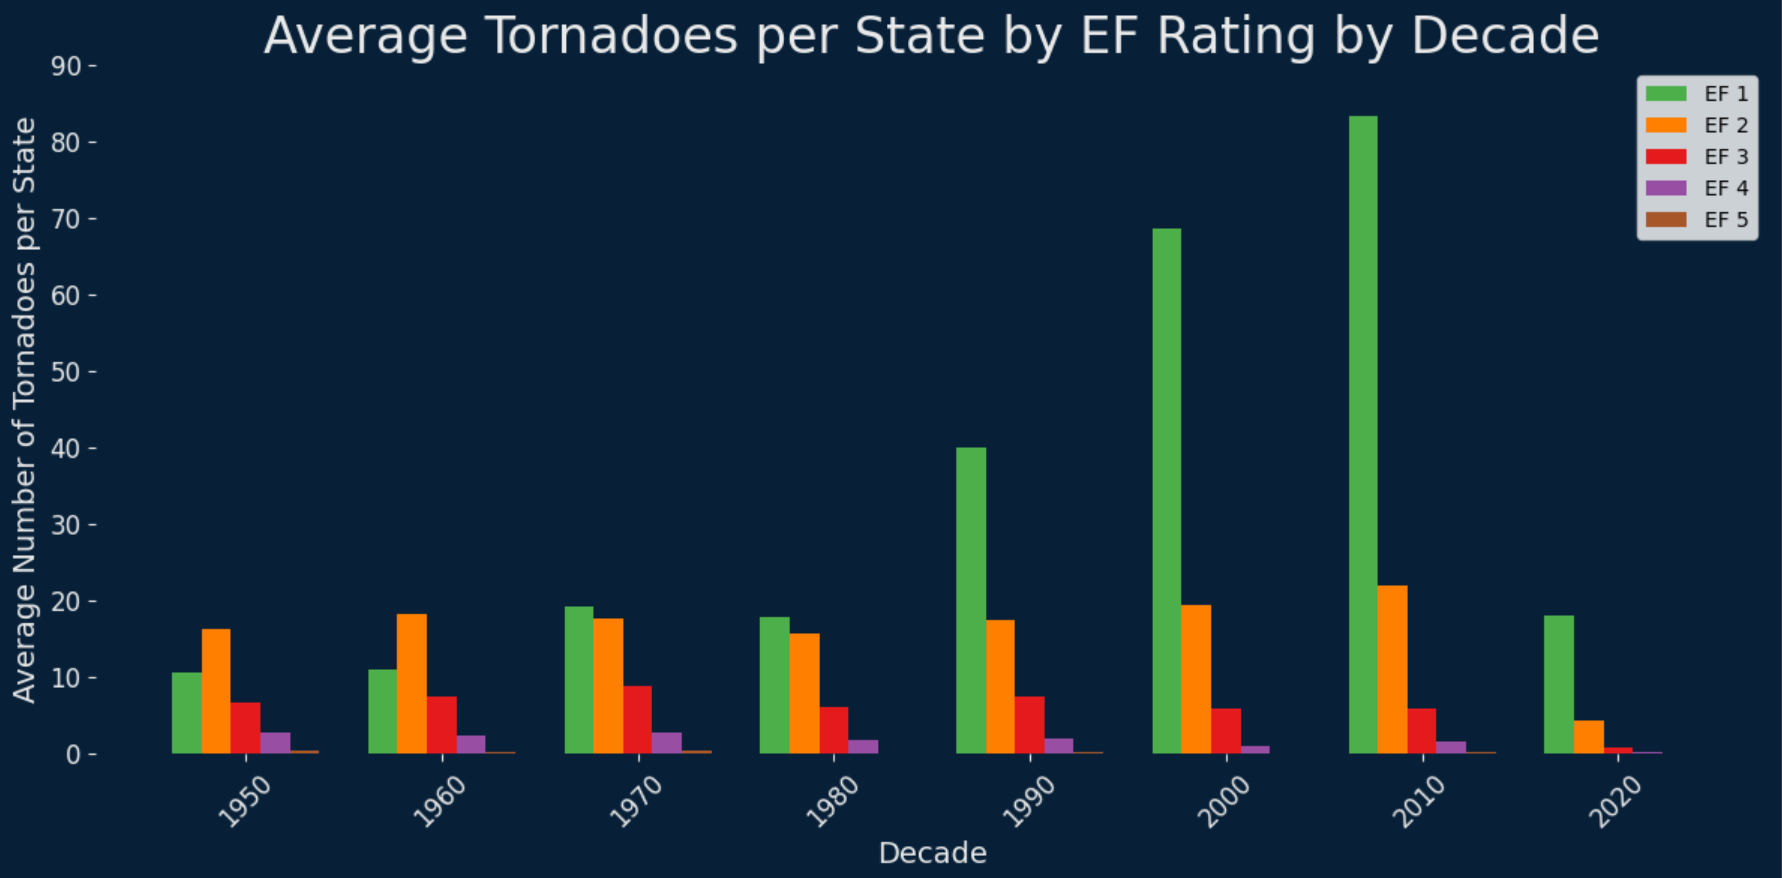 Average Tornadoes per State by EF Rating by Decade
Average Number of Tornadoes per State
90
80
70
60
50
40
30
20
10
0
EF 1
EF 2
EF 3
EF 4
EF 5
1950
1960
1970
1980
1990
2000
2010
2020
Decade